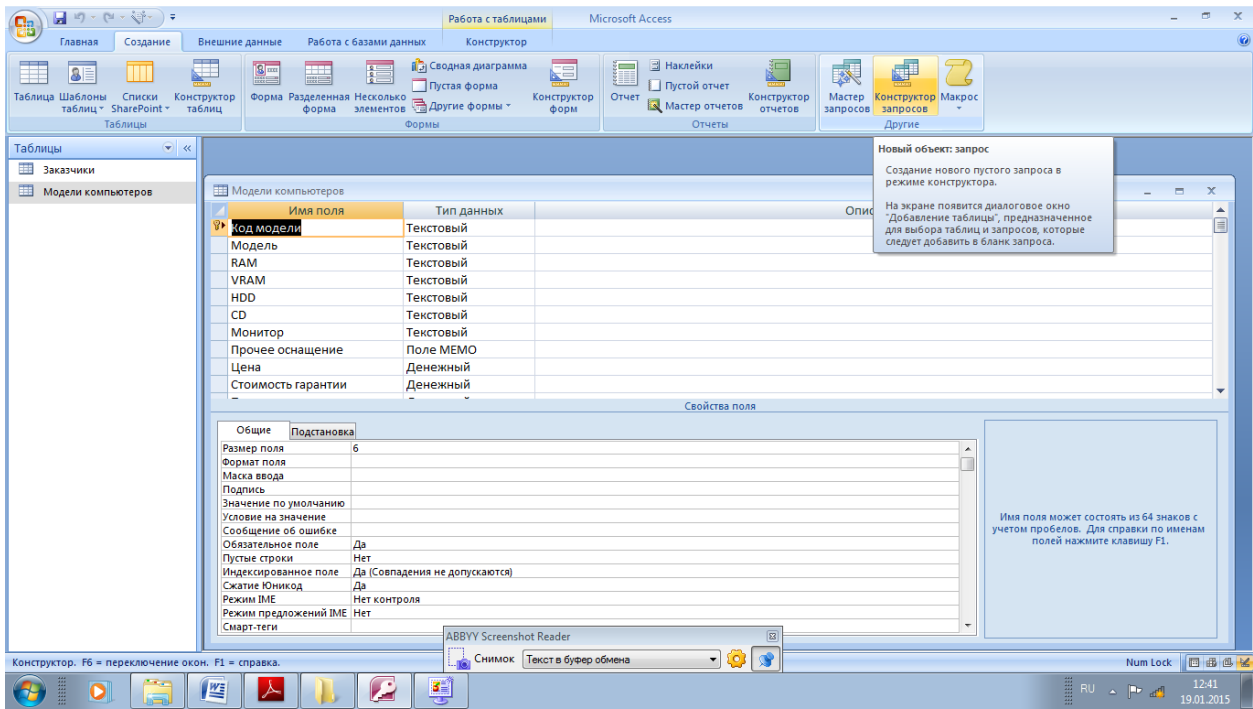 Работа с таблицами Microsoft Access
Главная Создание Внешние данные Работа с базами данных Конструктор
Таблица Шаблоны таблиц Списки SharePoint Конструктор таблиц
Таблицы
Форма Разделенная форма Несколько элементов
Сводная диаграмма
Пустая форма
Другие формы
Конструктор форм
Формы
Отчет
Наклейки
Пустой отчет
Мастер отчетов
Конструктор отчетов
Отчеты
Мастер запросов Конструктор запросов Макрос
Другие
Новый объект: запрос
Создание нового пустого запроса в
режиме конструктора.
На экране появится диалоговое окно
"Добавление таблицы", предназначенное
для выбора таблиц и запросов, которые
следует добавить в бланк запроса.
Таблицы
Заказчики
Модели компьютеров
Модели компьютеров
Имя поля Тип данных
Код модели Текстовый
Модель Текстовый
RAM Текстовый
VRAM Текстовый
HDD Текстовый
CD Текстовый
Монитор Текстовый
Прочее оснащение Поле MEMO
Цена Денежный
Стоимость гарантии Денежный
Свойства поля
Общие Подстановка
Размер поля 6
Формат поля
Маска ввода
Подпись
Значение по умолчанию
Условие на значение
Сообщение об ошибке
Обязательное поле Да
Пустые строки Нет
Индексированное поле Да (Совпадения не допускаются)
Сжатие Юникод Да
Режим IME Нет контроля
Режим предложений IME Нет
Смарт-теги
Имя поля может состоять из 64 знаков с
учетом пробелов. Для справки по именам
полей нажмите клавишу F1.
ABBYY Screenshot Reader
Снимок Текст в буфер обмена
Конструктор. F6 = переключение окон. F1 = справка. Num Lock
RU 12:41
19.01.2015